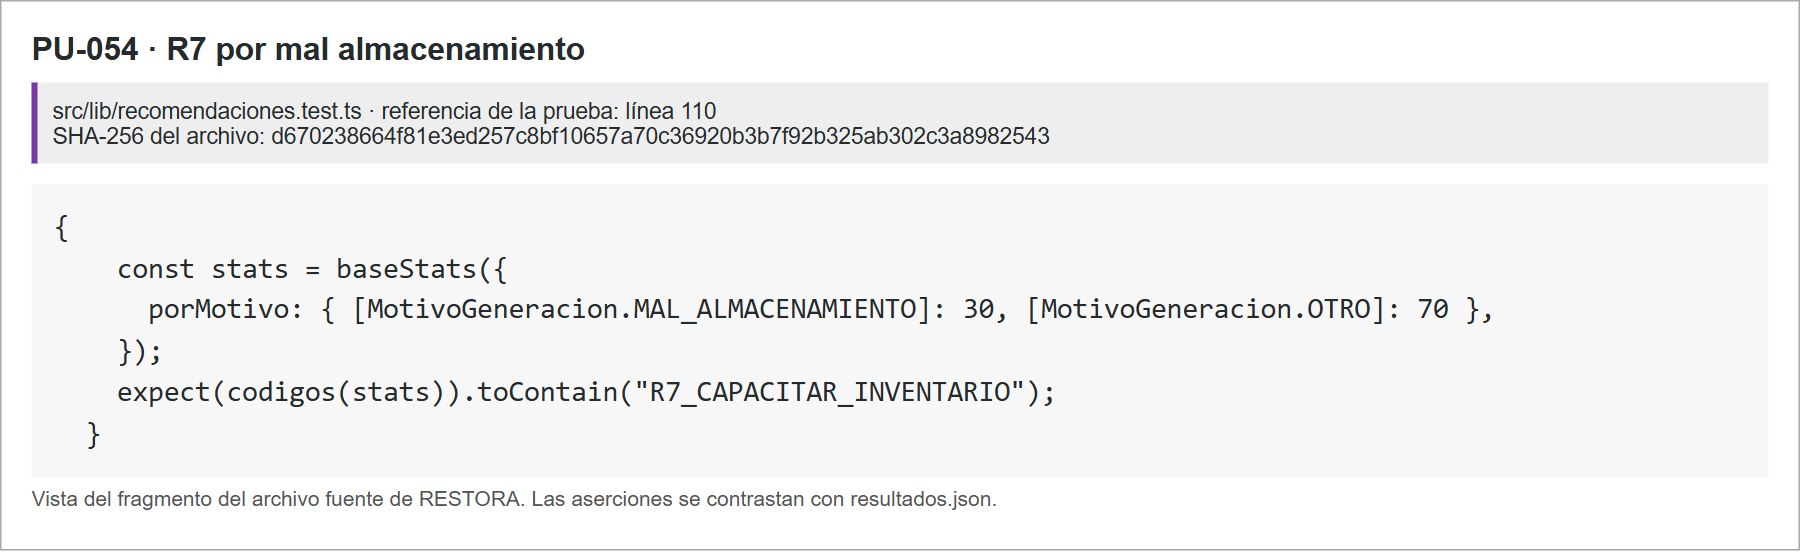 PU-054 · R7 por mal almacenamiento
src/lib/recomendaciones.test.ts · referencia de la prueba: línea 110
SHA-256 del archivo: d670238664f81e3ed257c8bf10657a70c36920b3b7f92b325ab302c3a8982543
{
    const stats = baseStats({
      porMotivo: { [MotivoGeneracion.MAL_ALMACENAMIENTO]: 30, [MotivoGeneracion.OTRO]: 70 },
    });
    expect(codigos(stats)).toContain("R7_CAPACITAR_INVENTARIO");
  }
Vista del fragmento del archivo fuente de RESTORA. Las aserciones se contrastan con resultados.json.